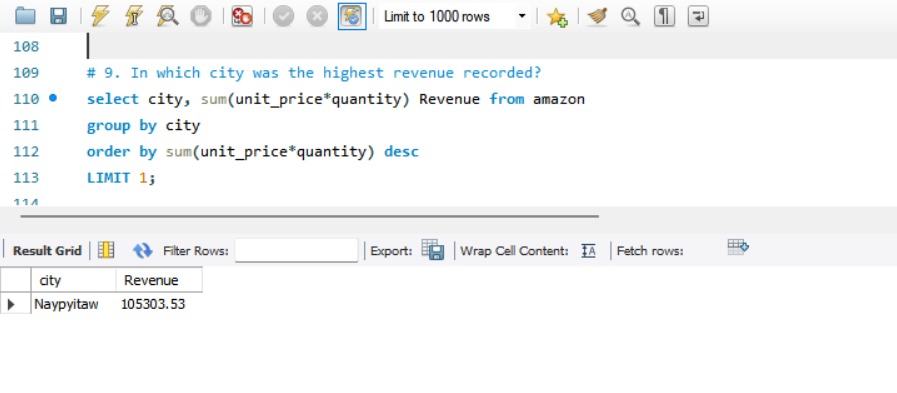 Limit to 1000 rows
108
109 # 9. In which city was the highest revenue recorded?
110 select city, sum(unit_price*quantity) Revenue from amazon
111 group by city
112 order by sum(unit_price*quantity) desc
113 LIMIT 1;
114
Result Grid Filter Rows: Export: Wrap Cell Content: IA Fetch rows:
city Revenue
Naypyitaw 105303.53